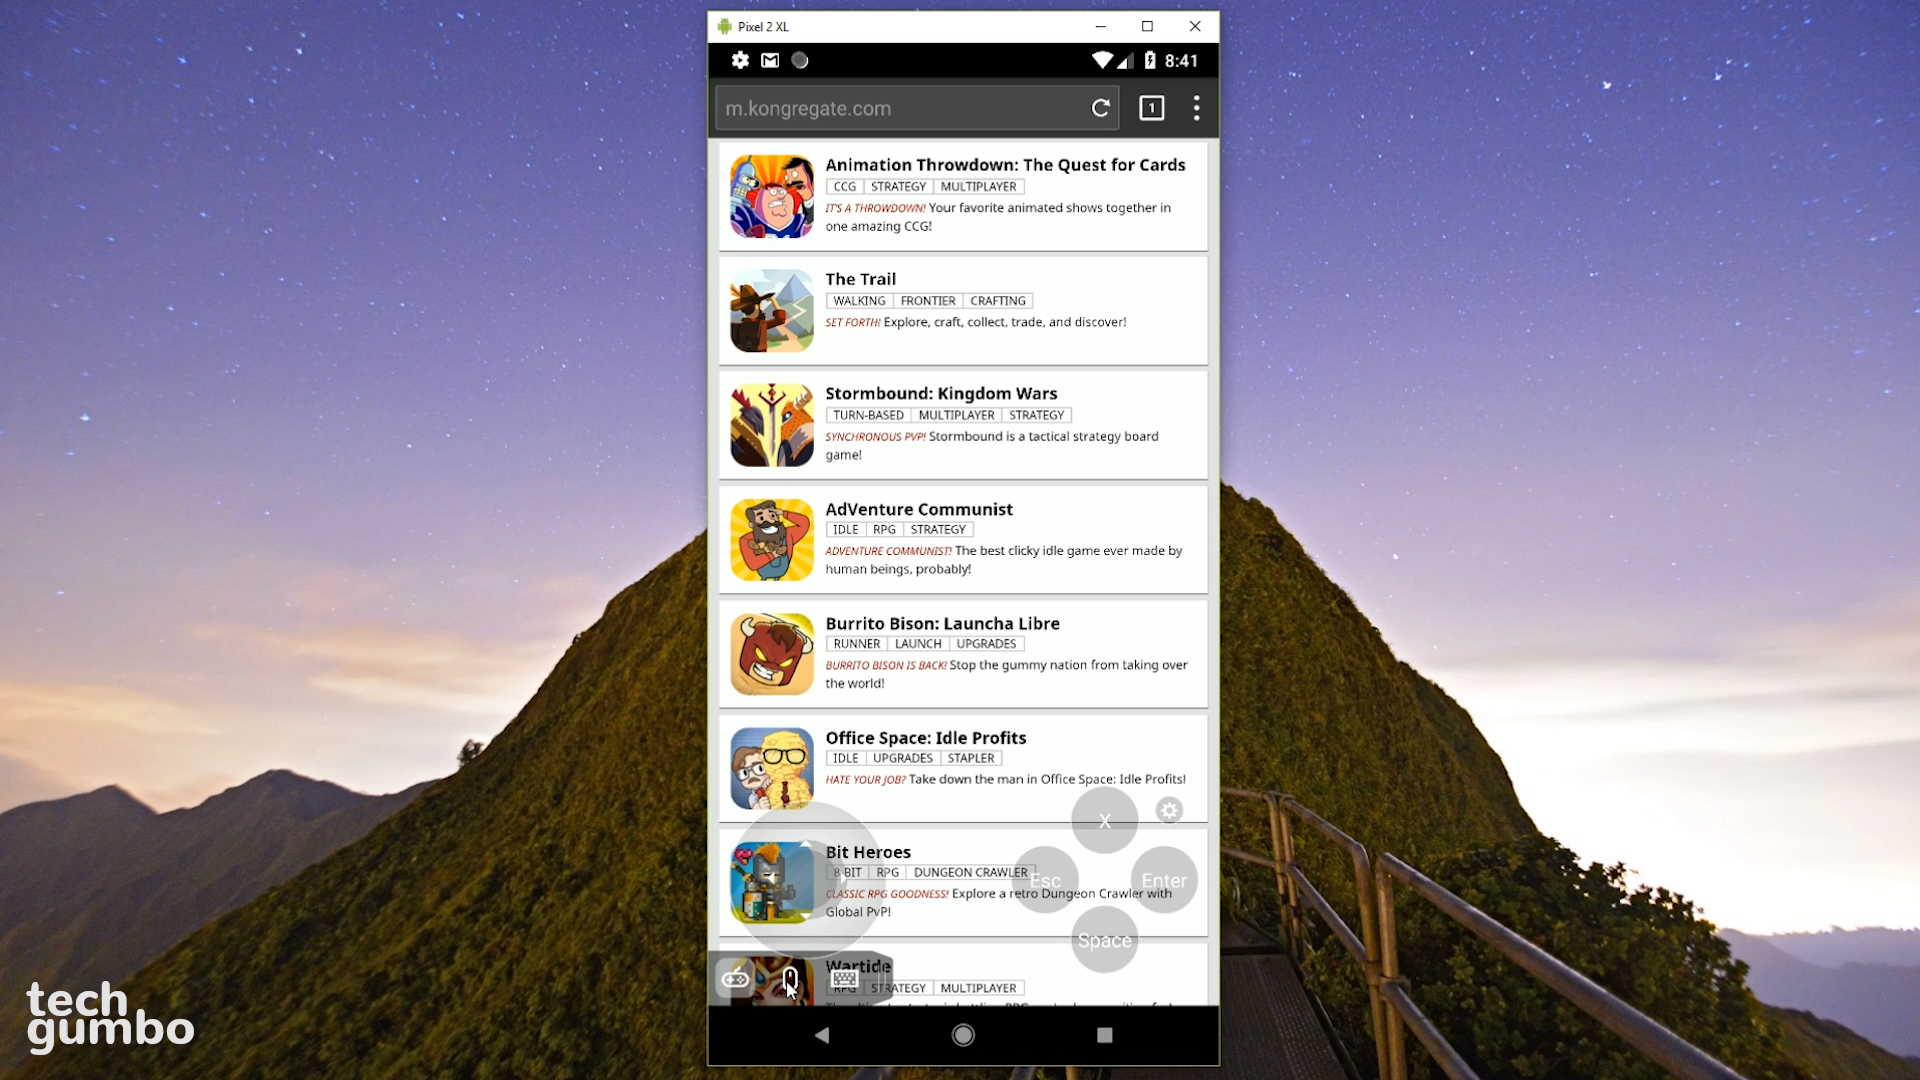 Pixel 2 XL
8:41
m.kongregate.com
1
Animation Throwdown: The Quest for Cards
CCG STRATEGY MULTIPLAYER
IT'S A THROWDOWN! Your favorite animated shows together in
one amazing CCG!
The Trail
WALKING FRONTIER CRAFTING
SET FORTH! Explore, craft, collect, trade, and discover!
Stormbound: Kingdom Wars
TURN-BASED MULTIPLAYER STRATEGY
SYNCHRONOUS PVP! Stormbound is a tactical strategy board
game!
AdVenture Communist
IDLE RPG STRATEGY
ADVENTURE COMMUNIST! The best clicky idle game ever made by
human beings, probably!
Burrito Bison: Launcha Libre
RUNNER LAUNCH UPGRADES
BURRITO BISON IS BACK! Stop the gummy nation from taking over
the world!
Office Space: Idle Profits
IDLE UPGRADES STAPLER
HATE YOUR JOB? Take down the man in Office Space: Idle Profits!
X
Bit Heroes
8-BIT RPG DUNGEON CRAWLER
Esc
Enter
CLASSIC RPG GOODNESS! Explore a retro Dungeon Crawler with
Global PvP!
Space
Wartide
RPG STRATEGY MULTIPLAYER
tech
gumbo